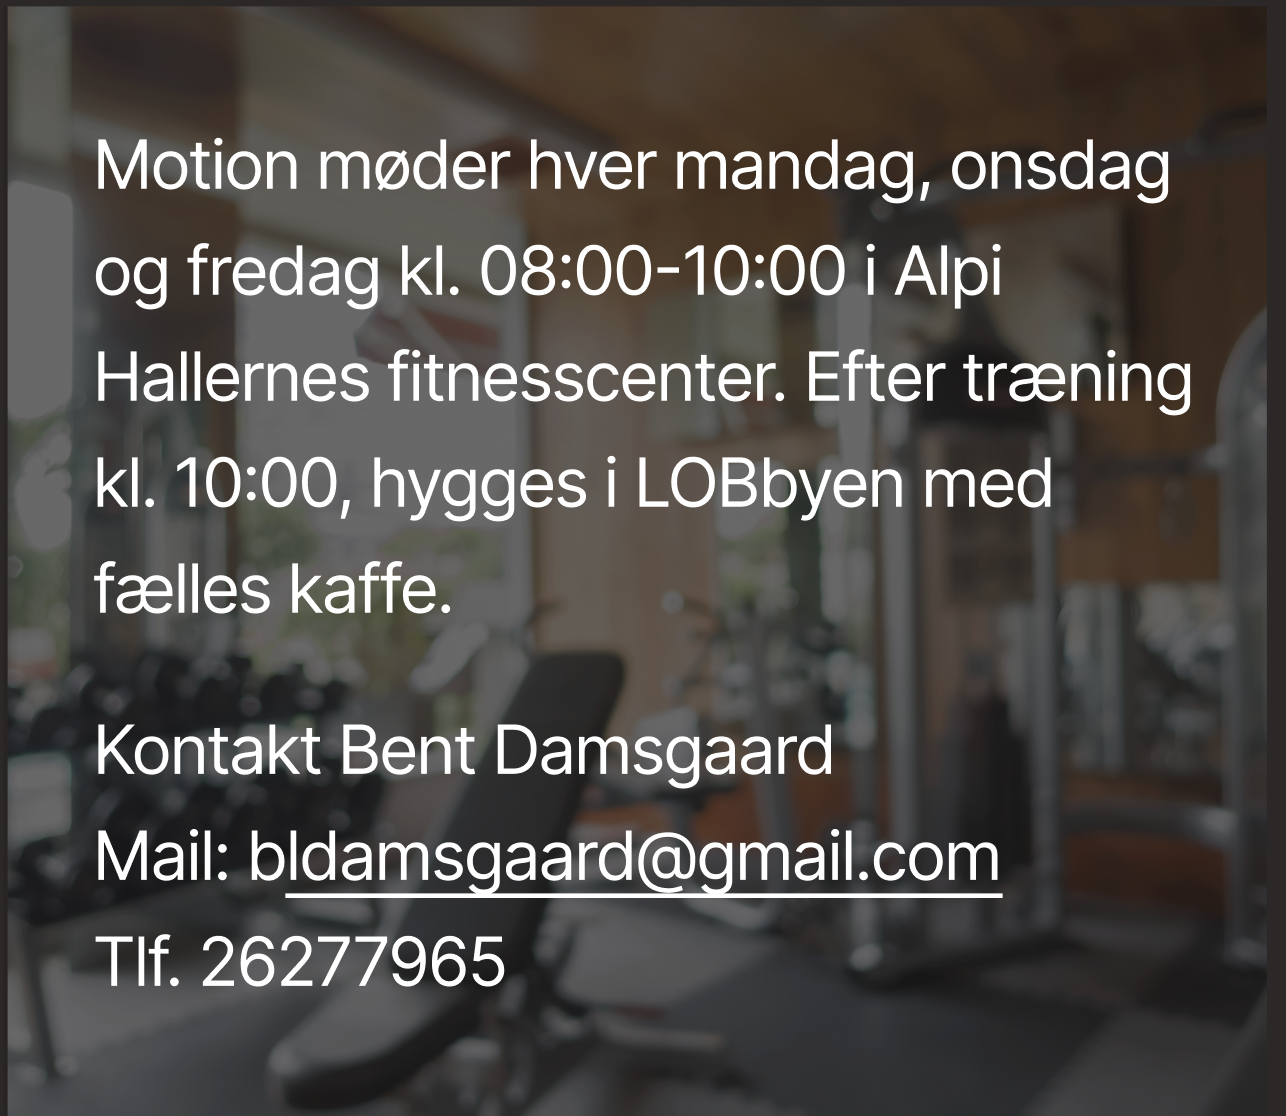 Motion møder hver mandag, onsdag
og fredag kl. 08:00-10:00 i Alpi
Hallernes fitnesscenter. Efter træning
kl. 10:00, hygges i LOBbyen med
fælles kaffe.
Kontakt Bent Damsgaard
Mail: bldamsgaard@gmail.com
Tlf. 26277965